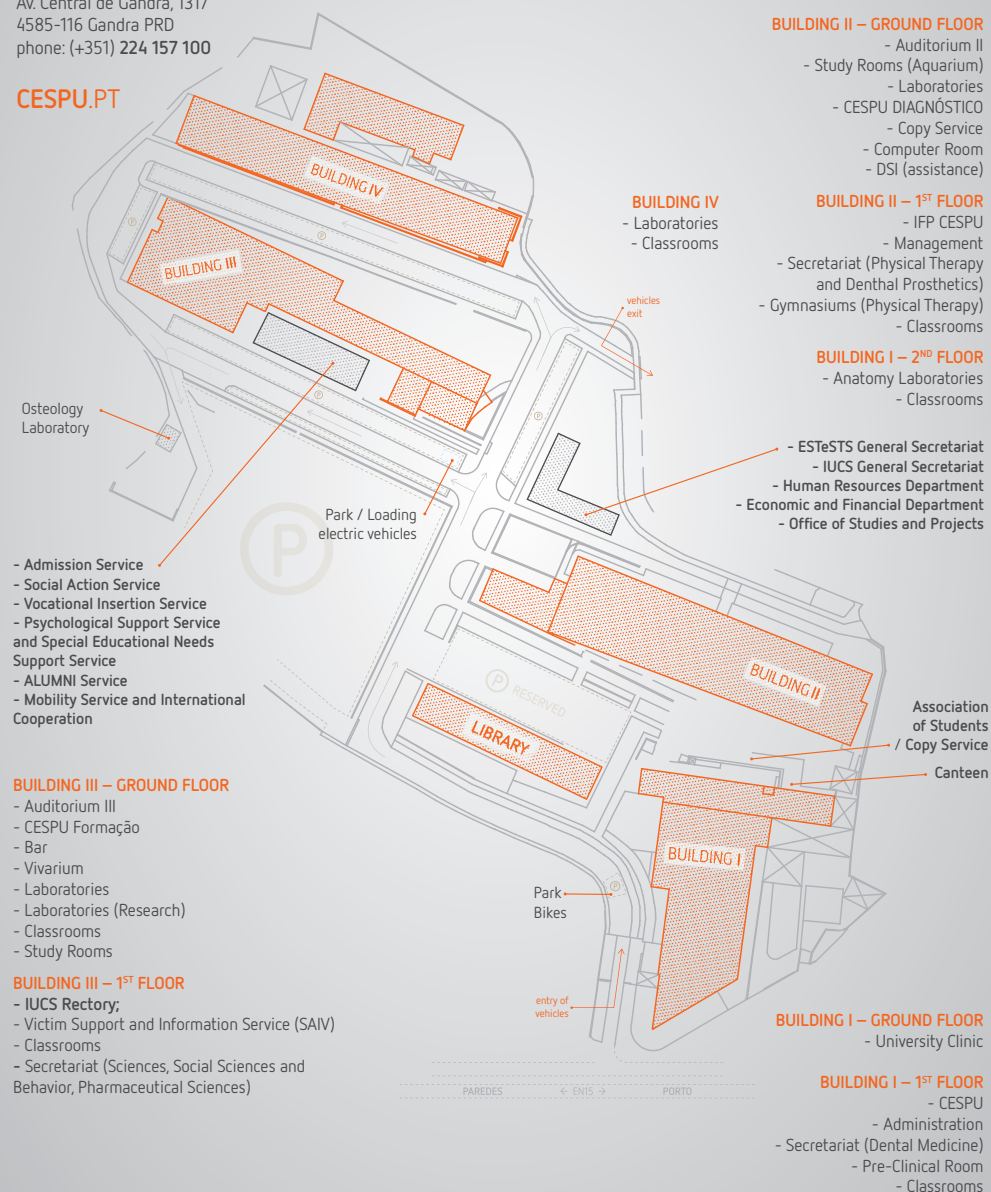 Av. Central de Gandra, 1317
4585-116 Gandra PRD
phone: (+351) 224 157 100
CESPU.PT
BUILDING II – GROUND FLOOR
- Auditorium II
- Study Rooms (Aquarium)
- Laboratories
- CESPU DIAGNÓSTICO
- Copy Service
- Computer Room
- DSI (assistance)
BUILDING II – 1ST FLOOR
- IFP CESPU
- Management
- Secretariat (Physical Therapy
and Denthal Prosthetics)
- Gymnasiums (Physical Therapy)
- Classrooms
BUILDING I – 2ND FLOOR
- Anatomy Laboratories
- Classrooms
BUILDING IV
- Laboratories
- Classrooms
BUILDING IV
P
P
BUILDING III
vehicles
exit
P
Osteology
Laboratory
- ESTeSTS General Secretariat
- IUCS General Secretariat
- Human Resources Department
- Economic and Financial Department
- Office of Studies and Projects
Park / Loading
electric vehicles
P
- Admission Service
- Social Action Service
- Vocational Insertion Service
- Psychological Support Service
and Special Educational Needs
Support Service
- ALUMNI Service
- Mobility Service and International
Cooperation
BUILDING II
P RESERVED
LIBRARY
Association
of Students
/ Copy Service
Canteen
BUILDING I
BUILDING III – GROUND FLOOR
- Auditorium III
- CESPU Formação
- Bar
- Vivarium
- Laboratories
- Laboratories (Research)
- Classrooms
- Study Rooms
Park
Bikes
P
BUILDING III – 1ST FLOOR
- IUCS Rectory;
- Victim Support and Information Service (SAIV)
- Classrooms
- Secretariat (Sciences, Social Sciences and
Behavior, Pharmaceutical Sciences)
entry of
vehicles
PAREDES ← EN15 → PORTO
BUILDING I – GROUND FLOOR
- University Clinic
BUILDING I – 1ST FLOOR
- CESPU
- Administration
- Secretariat (Dental Medicine)
- Pre-Clinical Room
- Classrooms